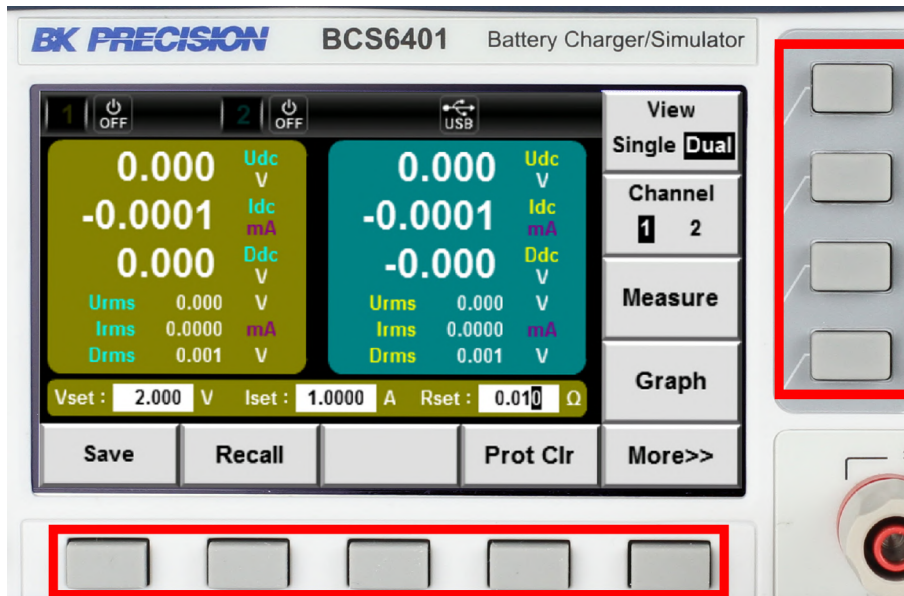 BK PRECISION BCS6401 Battery Charger/Simulator
1 OFF 2 OFF USB
0.000 Udc V
-0.0001 Idc mA
0.000 Ddc V
Urms 0.000 V
Irms 0.0000 mA
Drms 0.001 V
0.000 Udc V
-0.0001 Idc mA
-0.000 Ddc V
Urms 0.000 V
Irms 0.0000 mA
Drms 0.001 V
Vset : 2.000 V Iset : 1.0000 A Rset : 0.010 Ω
View
Single Dual
Channel
1 2
Measure
Graph
Save Recall Prot Clr More>>